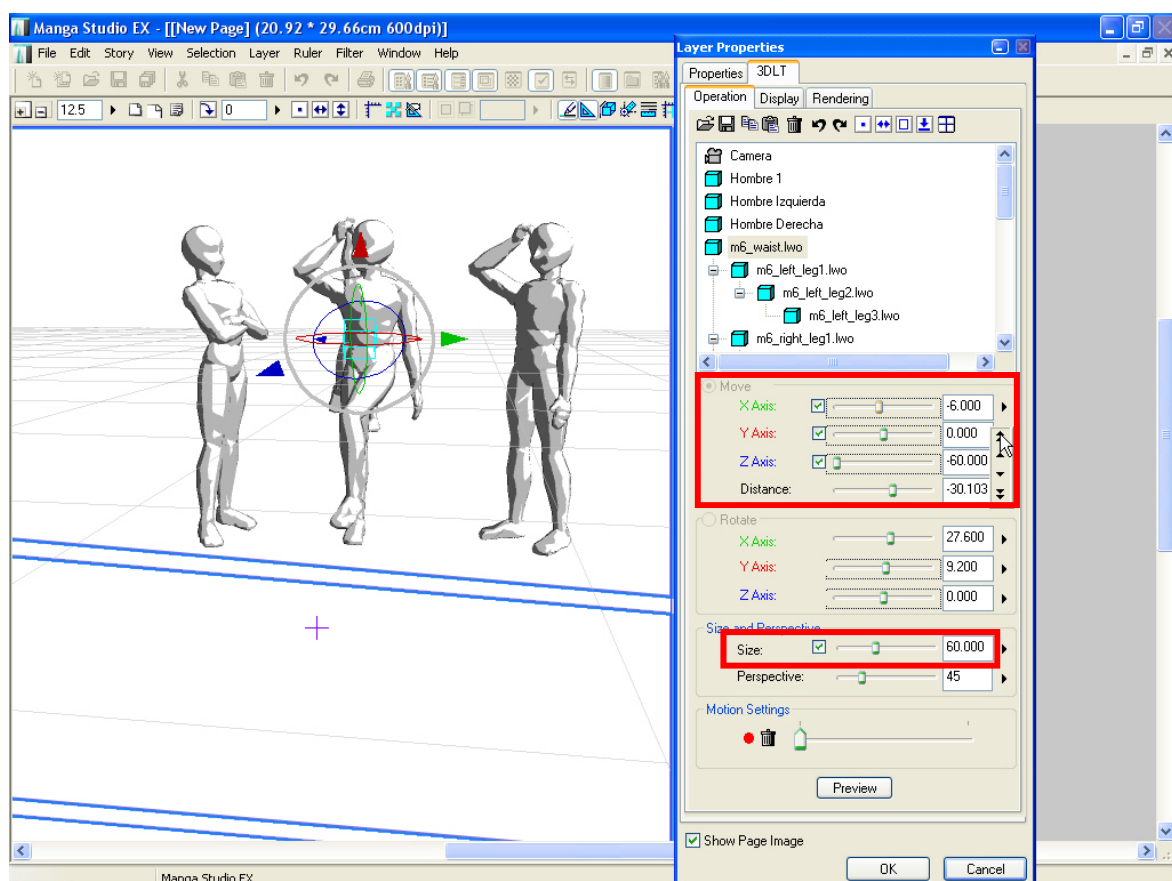 Manga Studio EX - [[New Page] (20.92 * 29.66cm 600dpi)]
File Edit Story View Selection Layer Ruler Filter Window Help
12.5 0
Layer Properties
Properties 3DLT
Operation Display Rendering
Camera
Hombre 1
Hombre Izquierda
Hombre Derecha
m6_waist.lwo
m6_left_leg1.lwo
m6_left_leg2.lwo
m6_left_leg3.lwo
m6_right_leg1.lwo
Move
X Axis: -6.000
Y Axis: 0.000
Z Axis: -60.000
Distance: -30.103
Rotate
X Axis: 27.600
Y Axis: 9.200
Z Axis: 0.000
Size and Perspective
Size: 60.000
Perspective: 45
Motion Settings
Preview
Show Page Image
OK Cancel
Manga Studio EX